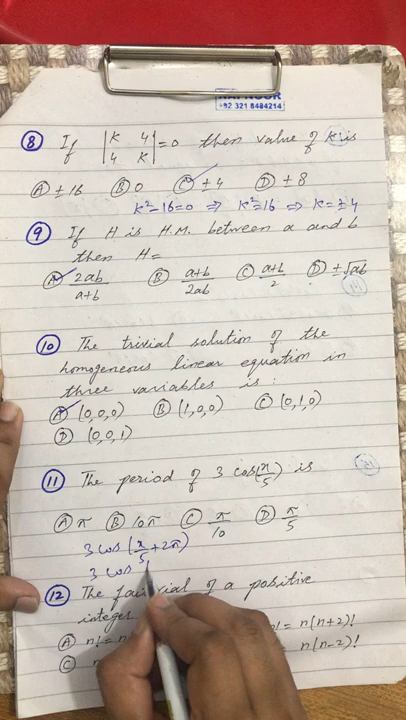 +92 321 8484214
⑧ If |K 4| = 0 then value of K is
|4 K|
Ⓐ ±16 Ⓑ 0 Ⓒ ±4 Ⓓ ±8
K²-16=0 ⇒ K²=16 ⇒ K=±4
⑨ If H is H.M. between a and b
then H=
Ⓐ 2ab/a+b Ⓑ a+b/2ab Ⓒ a+b/2 Ⓓ ±√ab
⑩ The trivial solution of the
homogeneous linear equation in
three variables is :
Ⓐ (0,0,0) Ⓑ (1,0,0) Ⓒ (0,1,0)
Ⓓ (0,0,1)
⑪ The period of 3 cos(x/5) is
Ⓐ π Ⓑ 10π Ⓒ π/10 Ⓓ π/5
3 cos (x/5 + 2π)
3 cos
⑫ The factorial of a positive
integer
Ⓐ n! = n! = n(n+2)!
Ⓒ = n(n-2)!